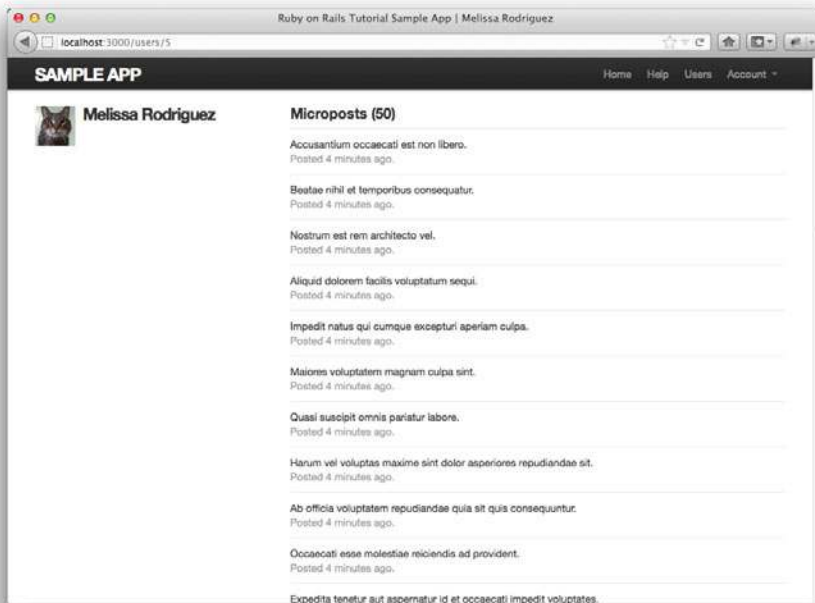 Ruby on Rails Tutorial Sample App | Melissa Rodriguez
localhost:3000/users/5
SAMPLE APP
Home Help Users Account
Melissa Rodriguez
Microposts (50)
Accusantium occaecati est non libero.
Posted 4 minutes ago.
Beatae nihil et temporibus consequatur.
Posted 4 minutes ago.
Nostrum est rem architecto vel.
Posted 4 minutes ago.
Aliquid dolorem facilis voluptatum sequi.
Posted 4 minutes ago.
Impedit natus qui cumque excepturi aperiam culpa.
Posted 4 minutes ago.
Maiores voluptatem magnam culpa sint.
Posted 4 minutes ago.
Quasi suscipit omnis pariatur labore.
Posted 4 minutes ago.
Harum vel voluptas maxime sint dolor asperiores repudiandae sit.
Posted 4 minutes ago.
Ab officia voluptatem repudiandae quia sit quis consequuntur.
Posted 4 minutes ago.
Occaecati esse molestiae reiciendis ad provident.
Posted 4 minutes ago.
Expedita tenetur aut aspernatur id et occaecati impedit voluptates.